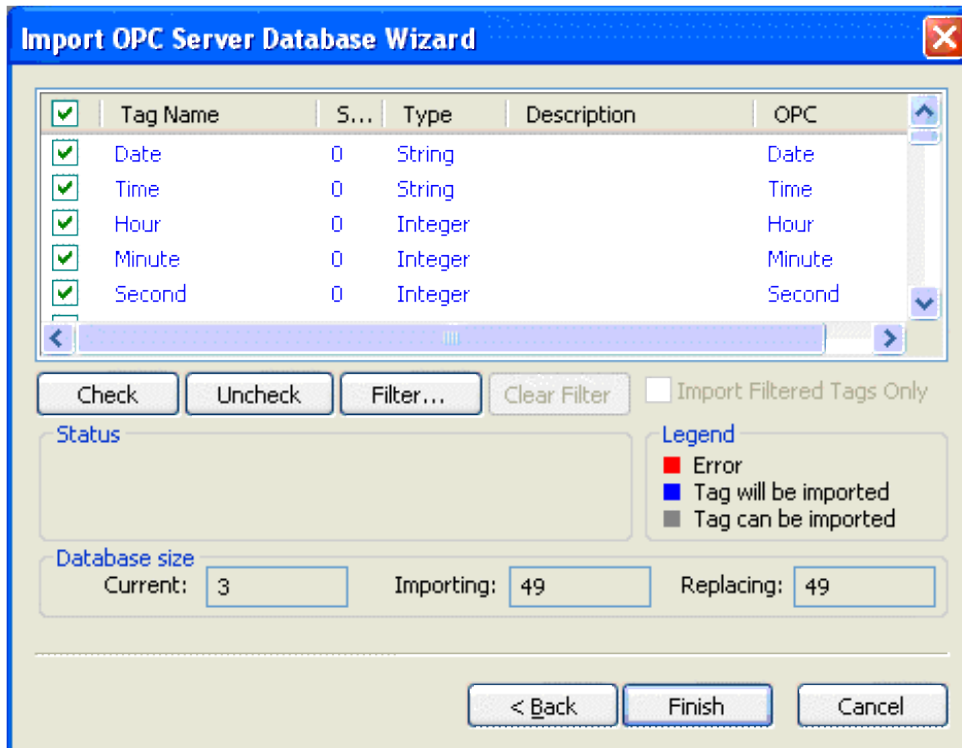 Import OPC Server Database Wizard
Tag Name S... Type Description OPC
Date 0 String Date
Time 0 String Time
Hour 0 Integer Hour
Minute 0 Integer Minute
Second 0 Integer Second
Check Uncheck Filter... Clear Filter Import Filtered Tags Only
Status
Legend
Error
Tag will be imported
Tag can be imported
Database size
Current: 3 Importing: 49 Replacing: 49
< Back Finish Cancel